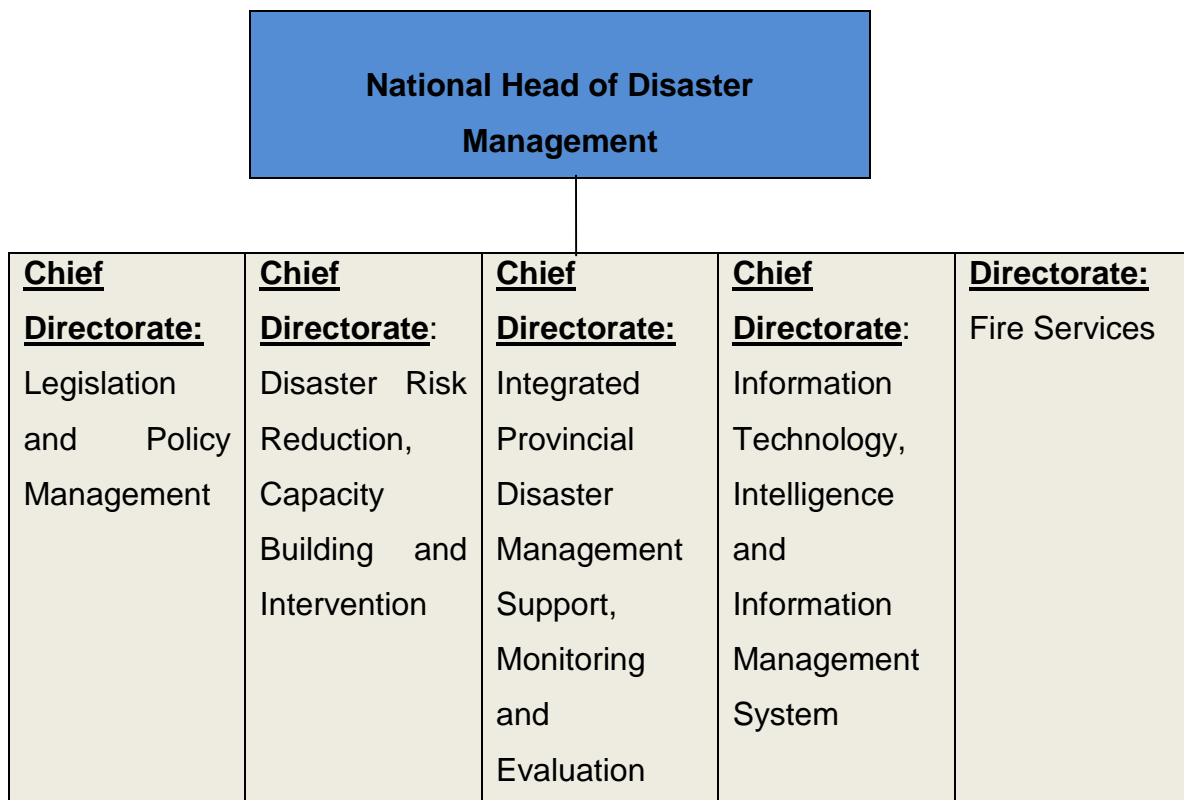 National Head of Disaster
Management
Chief
Directorate:
Legislation
and Policy
Management
Chief
Directorate:
Disaster Risk
Reduction,
Capacity
Building and
Intervention
Chief
Directorate:
Integrated
Provincial
Disaster
Management
Support,
Monitoring
and
Evaluation
Chief
Directorate:
Information
Technology,
Intelligence
and
Information
Management
System
Directorate:
Fire Services